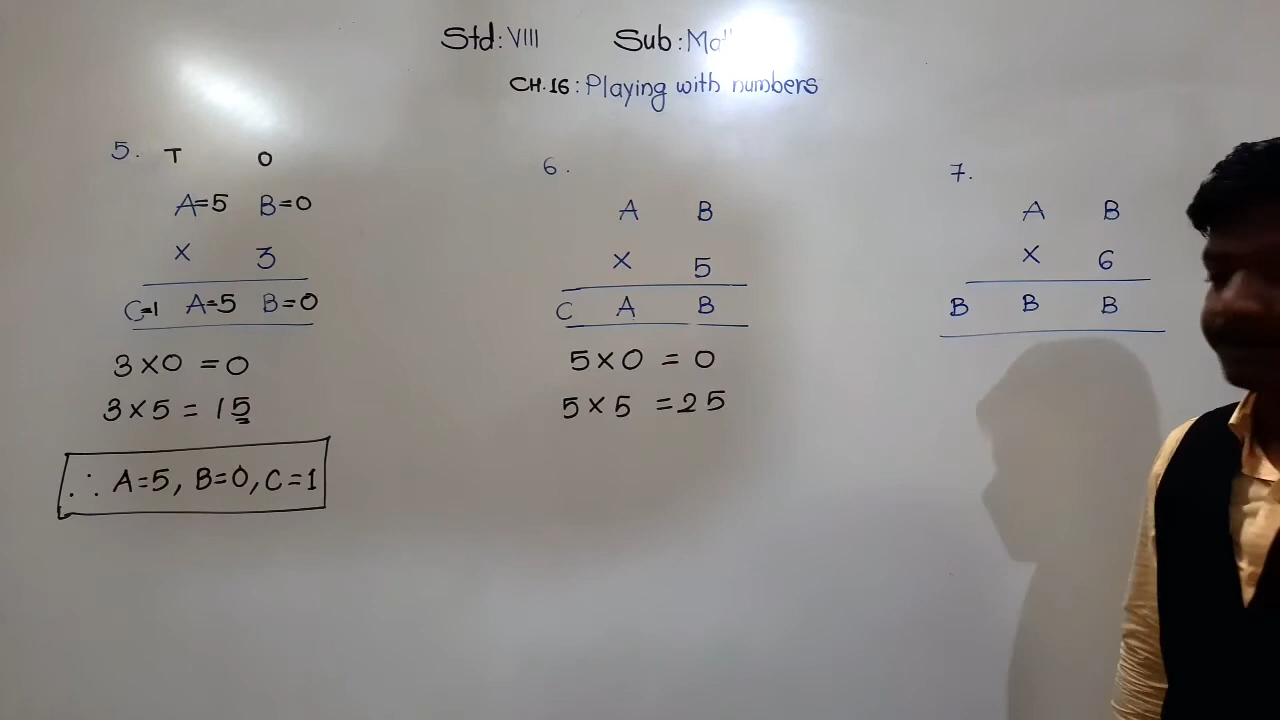 Std: VIII Sub:
CH.16: Playing with numbers
5. T O
A=5 B=0
× 3
C=1 A=5 B=0
3×0 = 0
3×5 = 15
∴ A=5, B=0, C=1
6.
A B
× 5
C A B
5×0 = 0
5×5 = 25
7.
A B
× 6
B B B